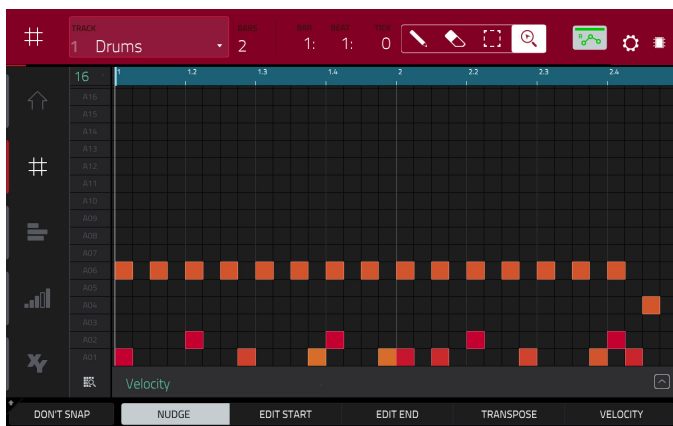 TRACK BARS BAR BEAT TICK
1 Drums 2 1: 1: 0
16 1 1.2 1.3 1.4 2 2.2 2.3 2.4
A16
A15
A14
A13
A12
A11
A10
A09
A08
A07
A06
A05
A04
A03
A02
A01
Velocity
DON'T SNAP NUDGE EDIT START EDIT END TRANSPOSE VELOCITY